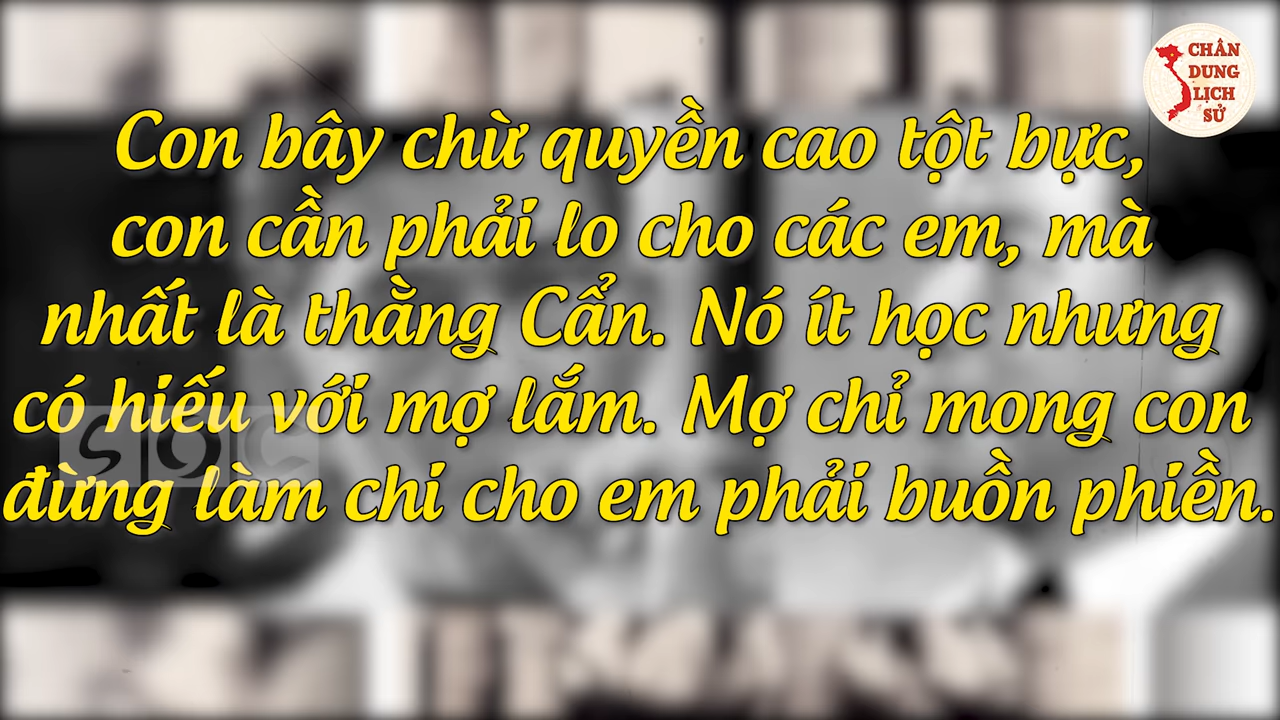 CHÂN
DUNG
LỊCH
SỬ
Con bây chừ quyền cao tột bực,
con cần phải lo cho các em, mà
nhất là thằng Cẩn. Nó ít học nhưng
có hiếu với mợ lắm. Mợ chỉ mong con
đừng làm chi cho em phải buồn phiền.